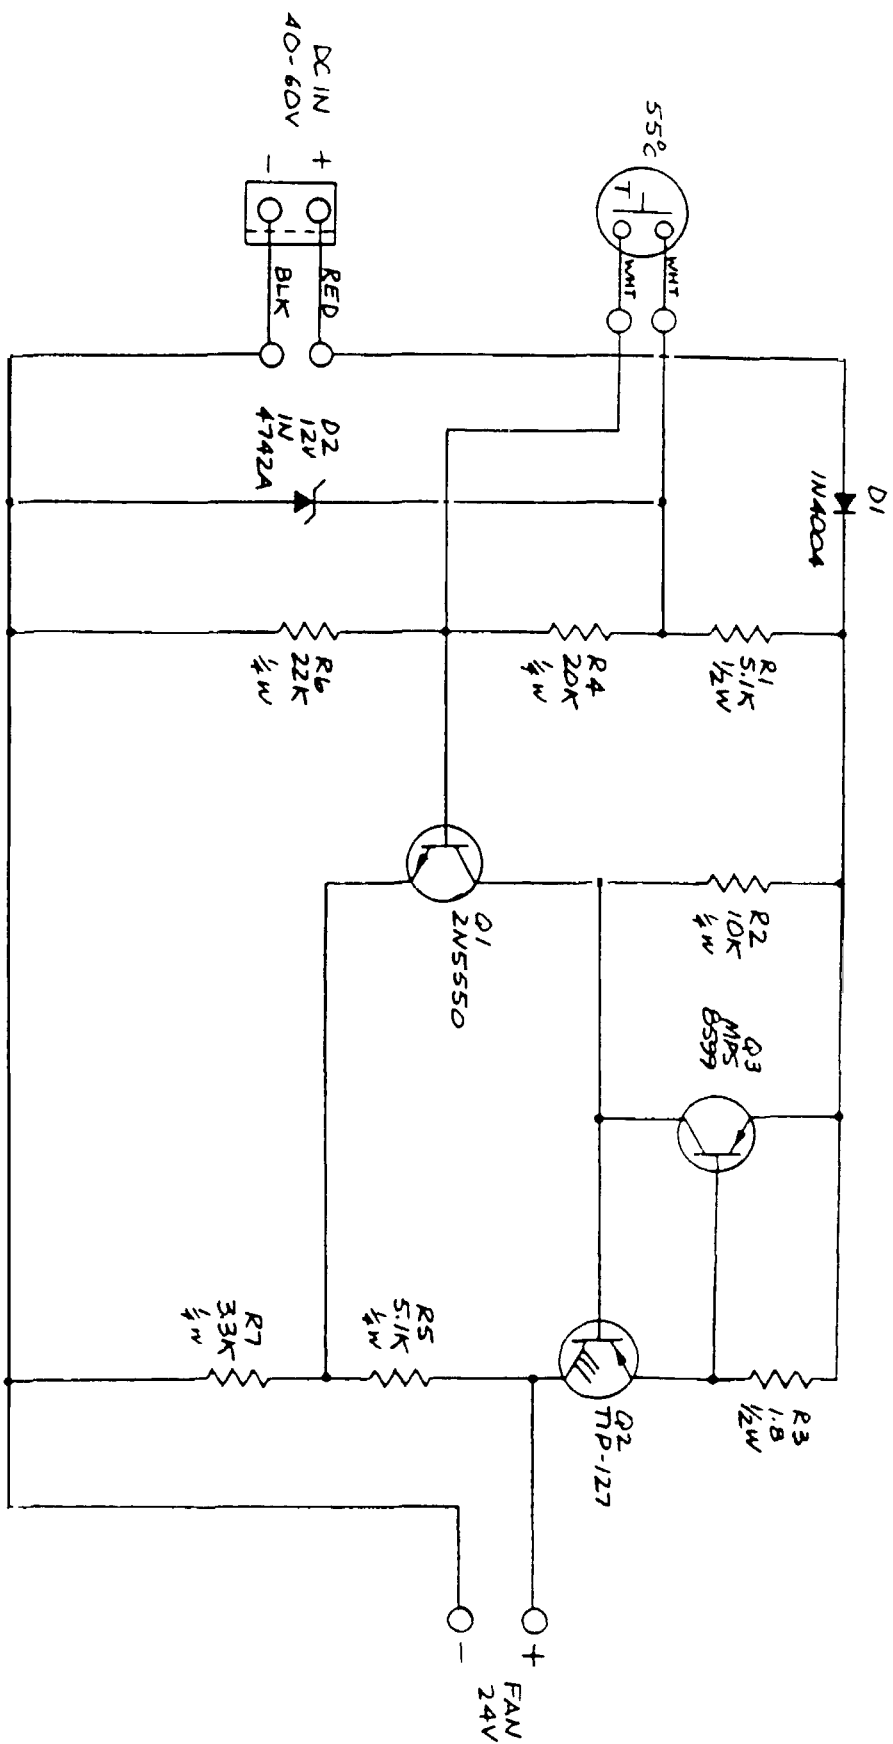 55°C
T
WHT
WHT
DC IN
40-60V
+
-
RED
BLK
D1
1N4004
D2
12V
1N
4742A
R1
5.1K
1/2W
R4
20K
1/4W
R6
22K
1/4W
R2
10K
1/4W
Q1
2N5550
Q3
MPS
8599
R3
1.8
1/2W
Q2
TIP-127
R5
5.1K
1/4W
R7
3.3K
1/4W
+
-
FAN
24V